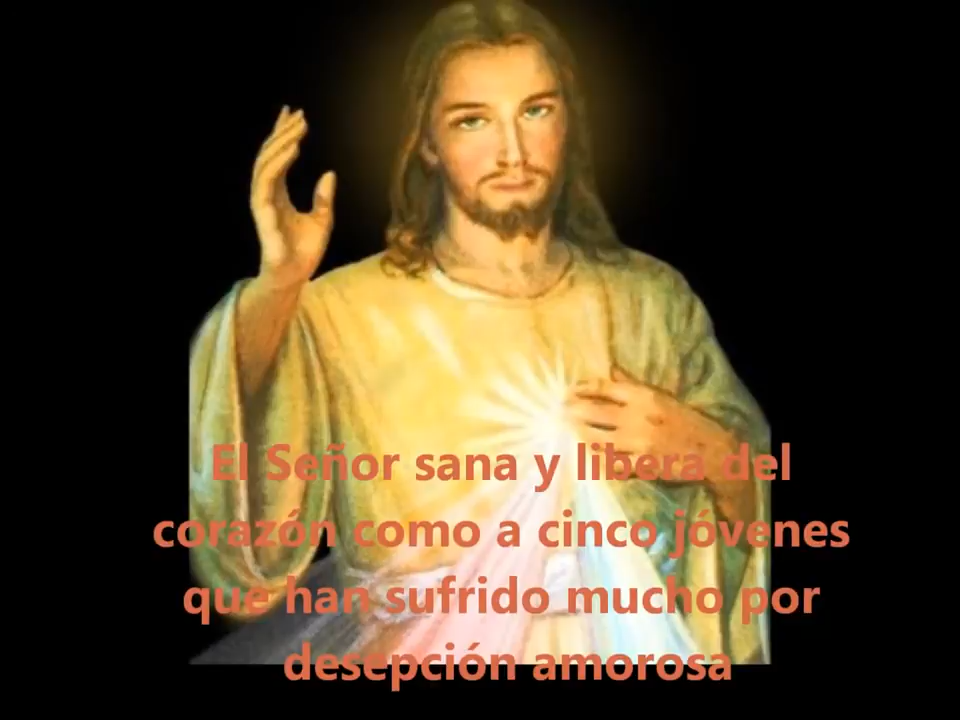 El Señor sana y libera del
corazón como a cinco jóvenes
que han sufrido mucho por
desepción amorosa